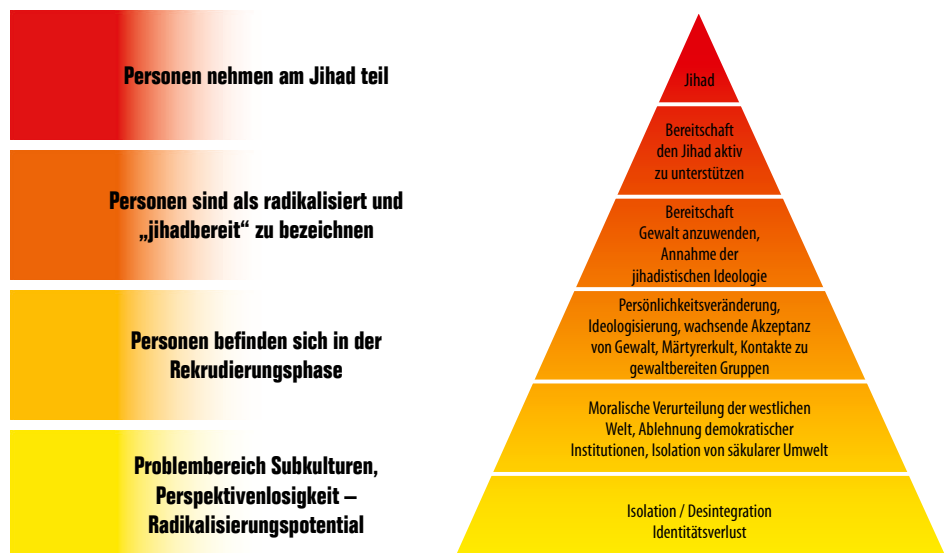 Personen nehmen am Jihad teil
Personen sind als radikalisiert und
„jihadbereit“ zu bezeichnen
Personen befinden sich in der
Rekrudierungsphase
Problembereich Subkulturen,
Perspektivenlosigkeit –
Radikalisierungspotential
Jihad
Bereitschaft
den Jihad aktiv
zu unterstützen
Bereitschaft
Gewalt anzuwenden,
Annahme der
jihadistischen Ideologie
Persönlichkeitsveränderung,
Ideologisierung, wachsende Akzeptanz
von Gewalt, Märtyrerkult, Kontakte zu
gewaltbereiten Gruppen
Moralische Verurteilung der westlichen
Welt, Ablehnung demokratischer
Institutionen, Isolation von säkularer Umwelt
Isolation / Desintegration
Identitätsverlust